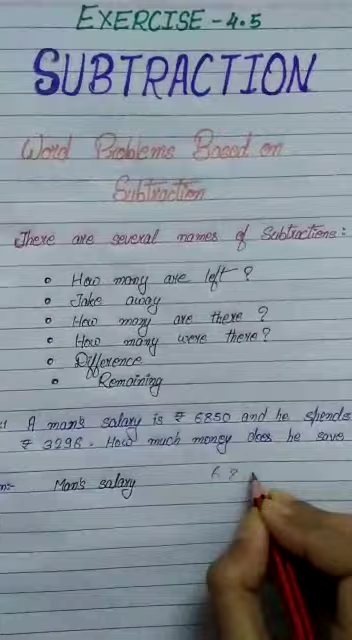 EXERCISE - 4.5
SUBTRACTION
Word Problems Based on
Subtraction
There are several names of Subtractions:
• How many are left?
• Take away
• How many are there?
• How many were there?
• Difference
• Remaining
A man's salary is ₹ 6850 and he spends
₹ 3296. How much money does he save
Man's salary 68